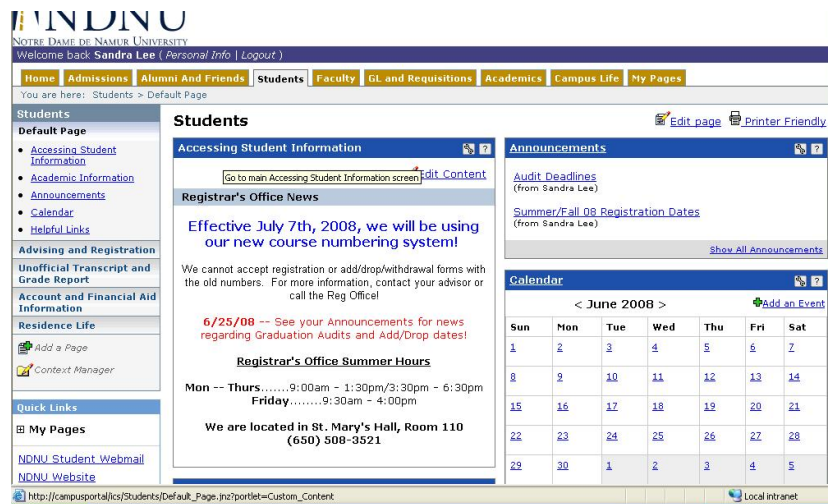 NDNU
NOTRE DAME DE NAMUR UNIVERSITY
Welcome back Sandra Lee ( Personal Info | Logout )
Home Admissions Alumni And Friends Students Faculty GL and Requisitions Academics Campus Life My Pages
You are here: Students > Default Page
Students
Default Page
Accessing Student
Information
Academic Information
Announcements
Calendar
Helpful Links
Advising and Registration
Unofficial Transcript and
Grade Report
Account and Financial Aid
Information
Residence Life
Add a Page
Context Manager
Quick Links
My Pages
NDNU Student Webmail
NDNU Website
Students
Edit page Printer Friendly
Accessing Student Information ?
Go to main Accessing Student Information screen
Edit Content
Registrar's Office News
Effective July 7th, 2008, we will be using
our new course numbering system!
We cannot accept registration or add/drop/withdrawal forms with
the old numbers. For more information, contact your advisor or
call the Reg Office!
6/25/08 -- See your Announcements for news
regarding Graduation Audits and Add/Drop dates!
Registrar's Office Summer Hours
Mon -- Thurs.......9:00am - 1:30pm/3:30pm - 6:30pm
Friday........9:30am - 4:00pm
We are located in St. Mary's Hall, Room 110
(650) 508-3521
Announcements ?
Audit Deadlines
(from Sandra Lee)
Summer/Fall 08 Registration Dates
(from Sandra Lee)
Show All Announcements
Calendar ?
< June 2008 > Add an Event
Sun Mon Tue Wed Thu Fri Sat
1 2 3 4 5 6 7
8 9 10 11 12 13 14
15 16 17 18 19 20 21
22 23 24 25 26 27 28
29 30 1 2 3 4 5
http://campusportal/ics/Students/Default_Page.jnz?portlet=Custom_Content
Local intranet